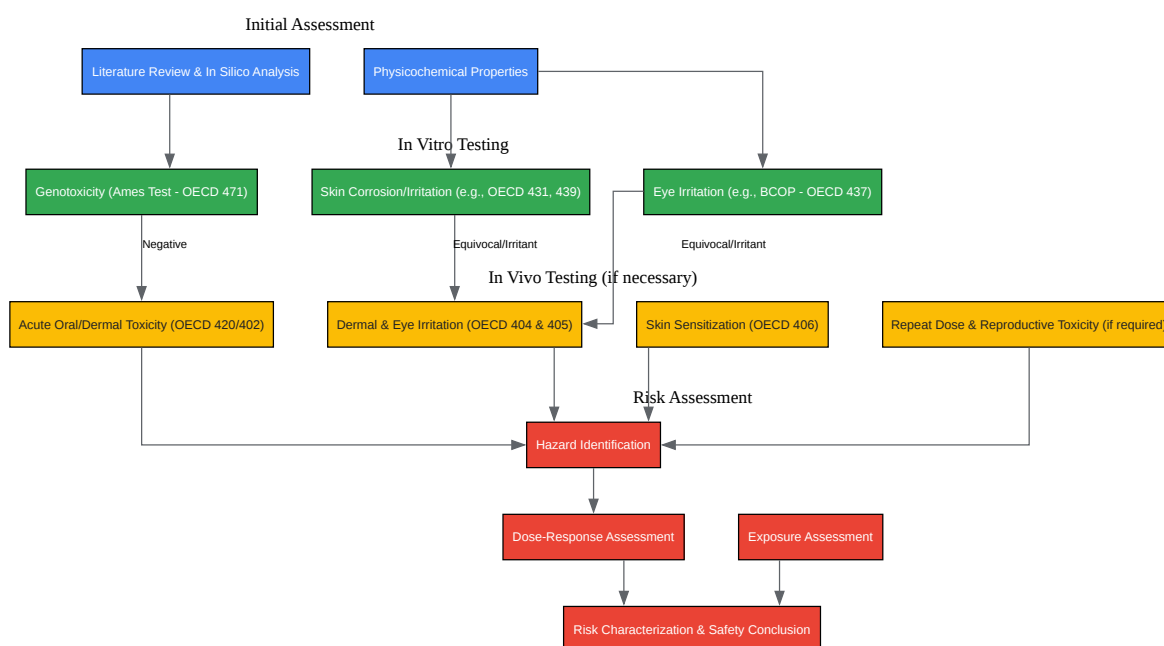 Initial Assessment
Literature Review & In Silico Analysis
Physicochemical Properties
In Vitro Testing
Genotoxicity (Ames Test - OECD 471)
Skin Corrosion/Irritation (e.g., OECD 431, 439)
Eye Irritation (e.g., BCOP - OECD 437)
Negative
Equivocal/Irritant
Equivocal/Irritant
In Vivo Testing (if necessary)
Acute Oral/Dermal Toxicity (OECD 420/402)
Dermal & Eye Irritation (OECD 404 & 405)
Skin Sensitization (OECD 406)
Repeat Dose & Reproductive Toxicity (if required)
Risk Assessment
Hazard Identification
Dose-Response Assessment
Exposure Assessment
Risk Characterization & Safety Conclusion